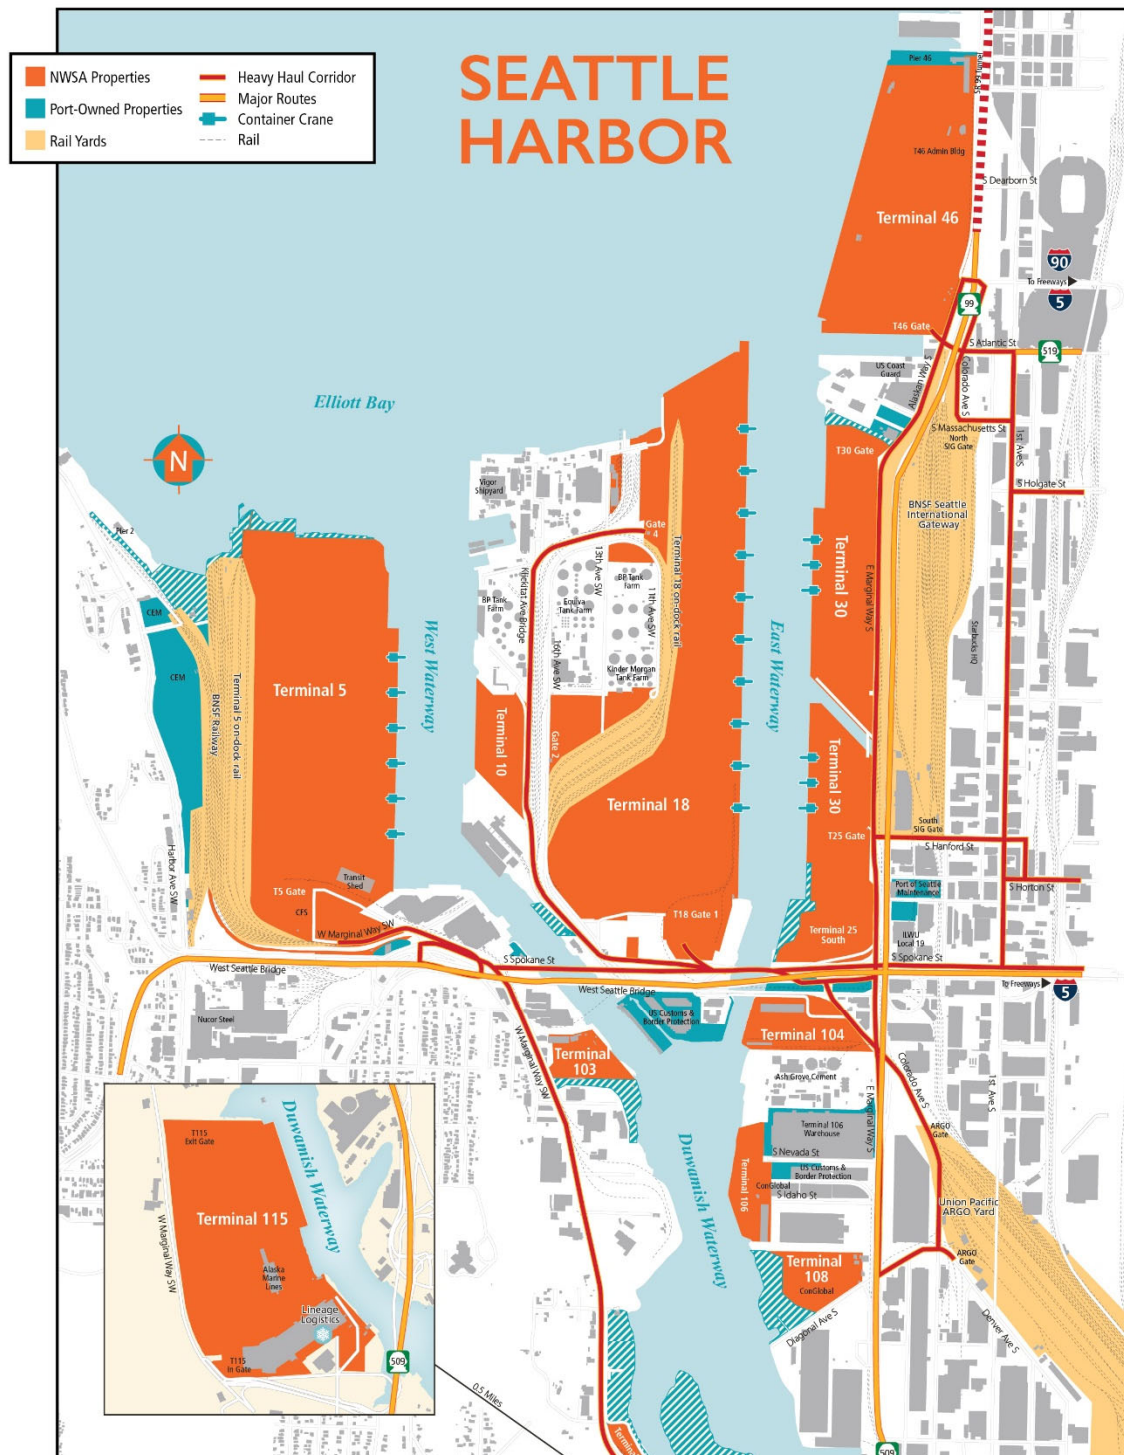 SEATTLE
HARBOR
NWSA Properties
Port-Owned Properties
Rail Yards
Heavy Haul Corridor
Major Routes
Container Crane
Rail
Pier 46
SR 99 Tunnel
T46 Admin Bldg
S Dearborn St
Terminal 46
90
To Freeways
5
99
T46 Gate
S Atlantic St
519
US Coast
Guard
Alaskan Way S
Colorado Ave S
S Massachusetts St
North
SIG Gate
1st Ave S
T30 Gate
S Holgate St
BNSF Seattle
International
Gateway
Elliott Bay
N
Vigor
Shipyard
Pier 2
Gate
4
13th Ave SW
Klickitat Ave Bridge
BP Tank
Farm
Equiva
Tank Farm
BP Tank
Farm
11th Ave SW
16th Ave SW
Kinder Morgan
Tank Farm
Terminal 18 on-dock rail
Terminal 30
E Marginal Way S
Starbucks HQ
CEM
CEM
BNSF Railway
Terminal 5 on-dock rail
Terminal 5
West Waterway
East Waterway
Terminal 10
Gate 2
Terminal 18
Terminal 30
T25 Gate
South
SIG Gate
S Hanford St
Harbor Ave SW
Transit
Shed
T5 Gate
CFS
W Marginal Way SW
T18 Gate 1
Port of Seattle
Maintenance
S Horton St
Terminal 25
South
ILWU
Local 19
S Spokane St
S Spokane St
West Seattle Bridge
West Seattle Bridge
To Freeways
5
Nucor Steel
US Customs &
Border Protection
Terminal 104
Terminal
103
W Marginal Way SW
Ash Grove Cement
Colorado Ave S
1st Ave S
E Marginal Way S
Terminal 106
Warehouse
ARGO
Gate
S Nevada St
US Customs &
Border Protection
ConGlobal
S Idaho St
Terminal 106
Duwamish Waterway
Union Pacific
ARGO Yard
ARGO
Gate
Terminal
108
ConGlobal
Diagonal Ave S
Denver Ave S
T115
Exit Gate
Duwamish Waterway
W Marginal Way SW
Terminal 115
Alaska
Marine
Lines
Lineage
Logistics
T115
In Gate
509
0.5 Miles
509